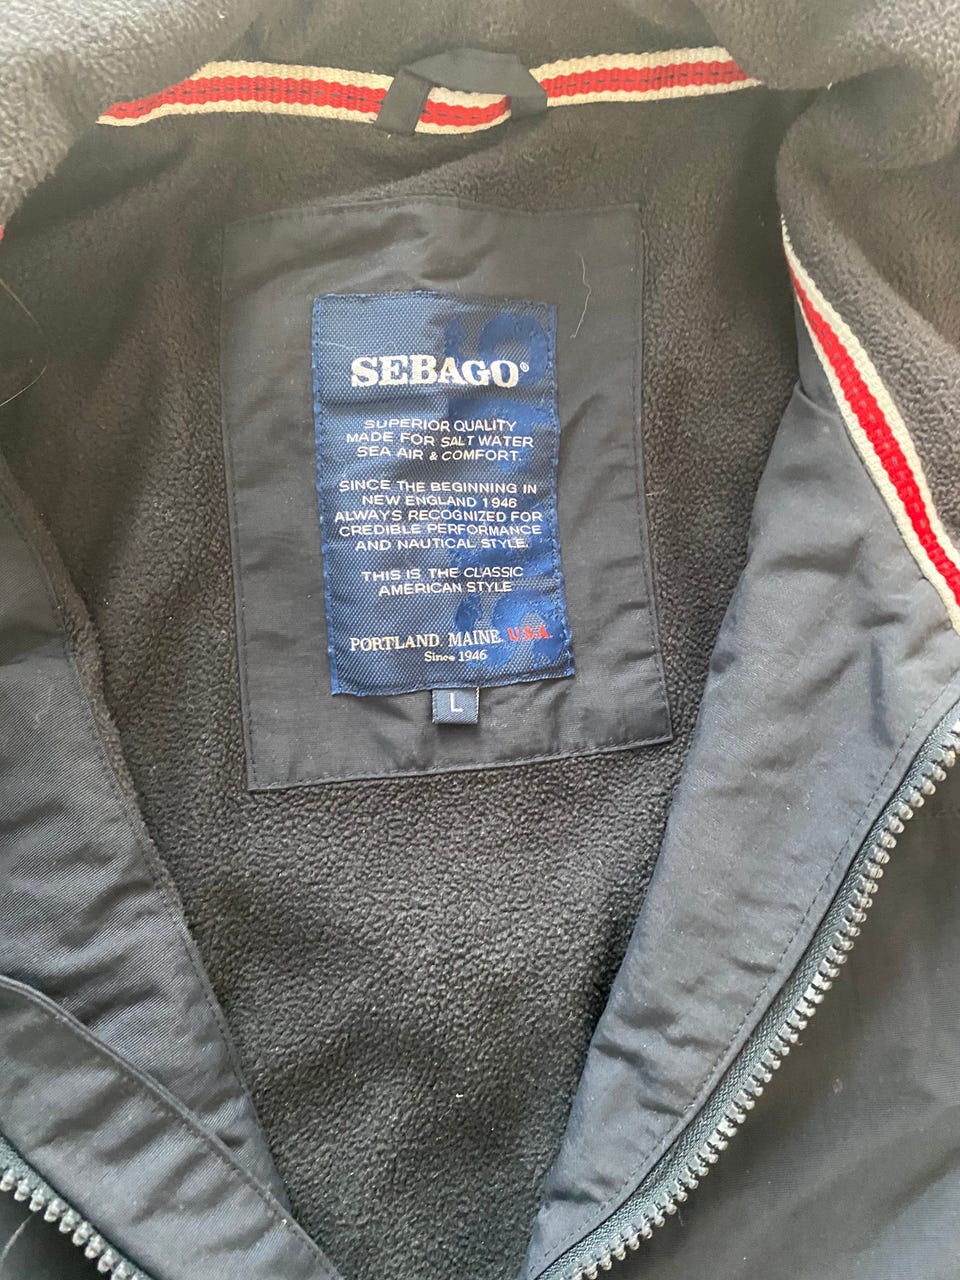 SEBAGO®
SUPERIOR QUALITY
MADE FOR SALT WATER
SEA AIR & COMFORT.
SINCE THE BEGINNING IN
NEW ENGLAND 1946
ALWAYS RECOGNIZED FOR
CREDIBLE PERFORMANCE
AND NAUTICAL STYLE.
THIS IS THE CLASSIC
AMERICAN STYLE
PORTLAND. MAINE. U.S.A.
Since 1946
L